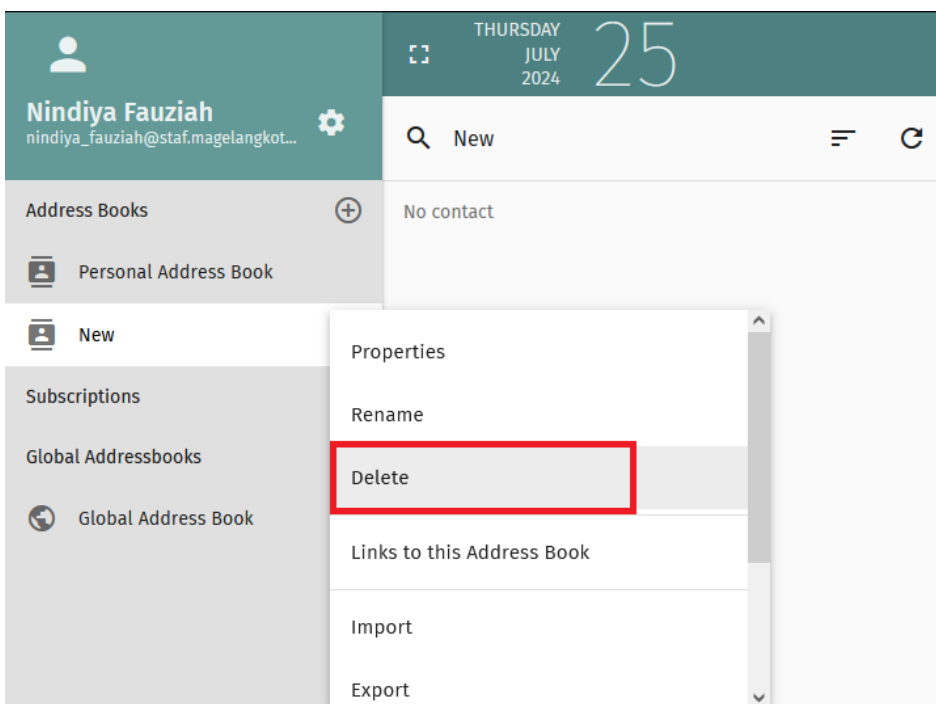 THURSDAY
JULY
2024
25
Nindiya Fauziah
nindiya_fauziah@staf.magelangkot...
New
Address Books
No contact
Personal Address Book
New
Properties
Subscriptions
Rename
Global Addressbooks
Delete
Global Address Book
Links to this Address Book
Import
Export